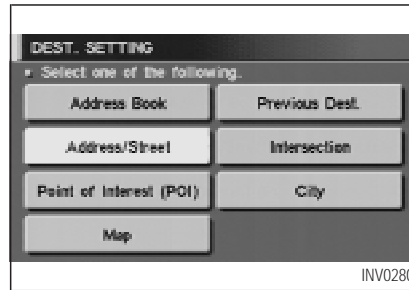 DEST. SETTING
Select one of the following.
Address Book
Previous Dest.
Address/Street
Intersection
Point of Interest (POI)
City
Map
INV0280